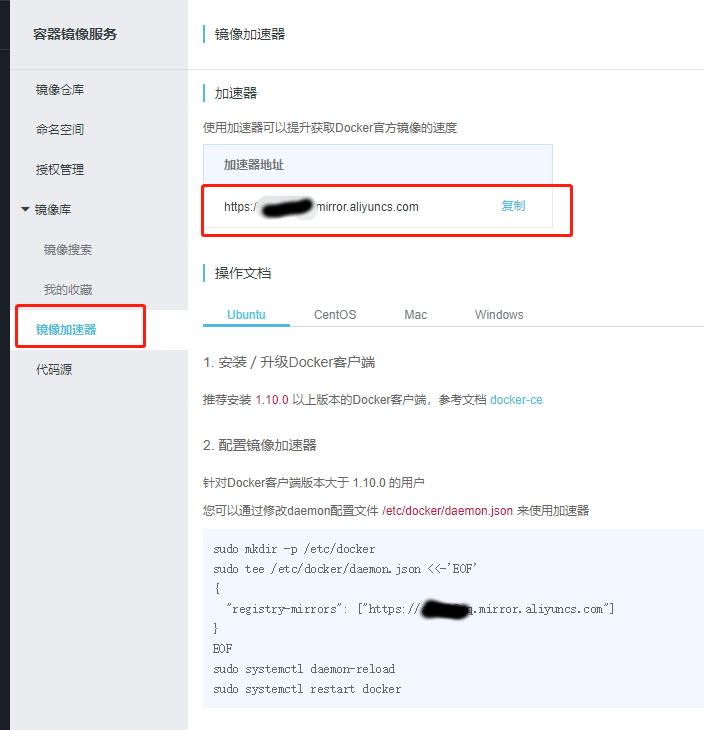 容器镜像服务
镜像仓库
命名空间
授权管理
镜像库
镜像搜索
我的收藏
镜像加速器
代码源
镜像加速器
加速器
使用加速器可以提升获取Docker官方镜像的速度
加速器地址
https:/ mirror.aliyuncs.com 复制
操作文档
Ubuntu CentOS Mac Windows
1. 安装 / 升级Docker客户端
推荐安装 1.10.0 以上版本的Docker客户端，参考文档 docker-ce
2. 配置镜像加速器
针对Docker客户端版本大于 1.10.0 的用户
您可以通过修改daemon配置文件 /etc/docker/daemon.json 来使用加速器
sudo mkdir -p /etc/docker
sudo tee /etc/docker/daemon.json <<-'EOF'
{
"registry-mirrors": ["https:// q.mirror.aliyuncs.com"]
}
EOF
sudo systemctl daemon-reload
sudo systemctl restart docker